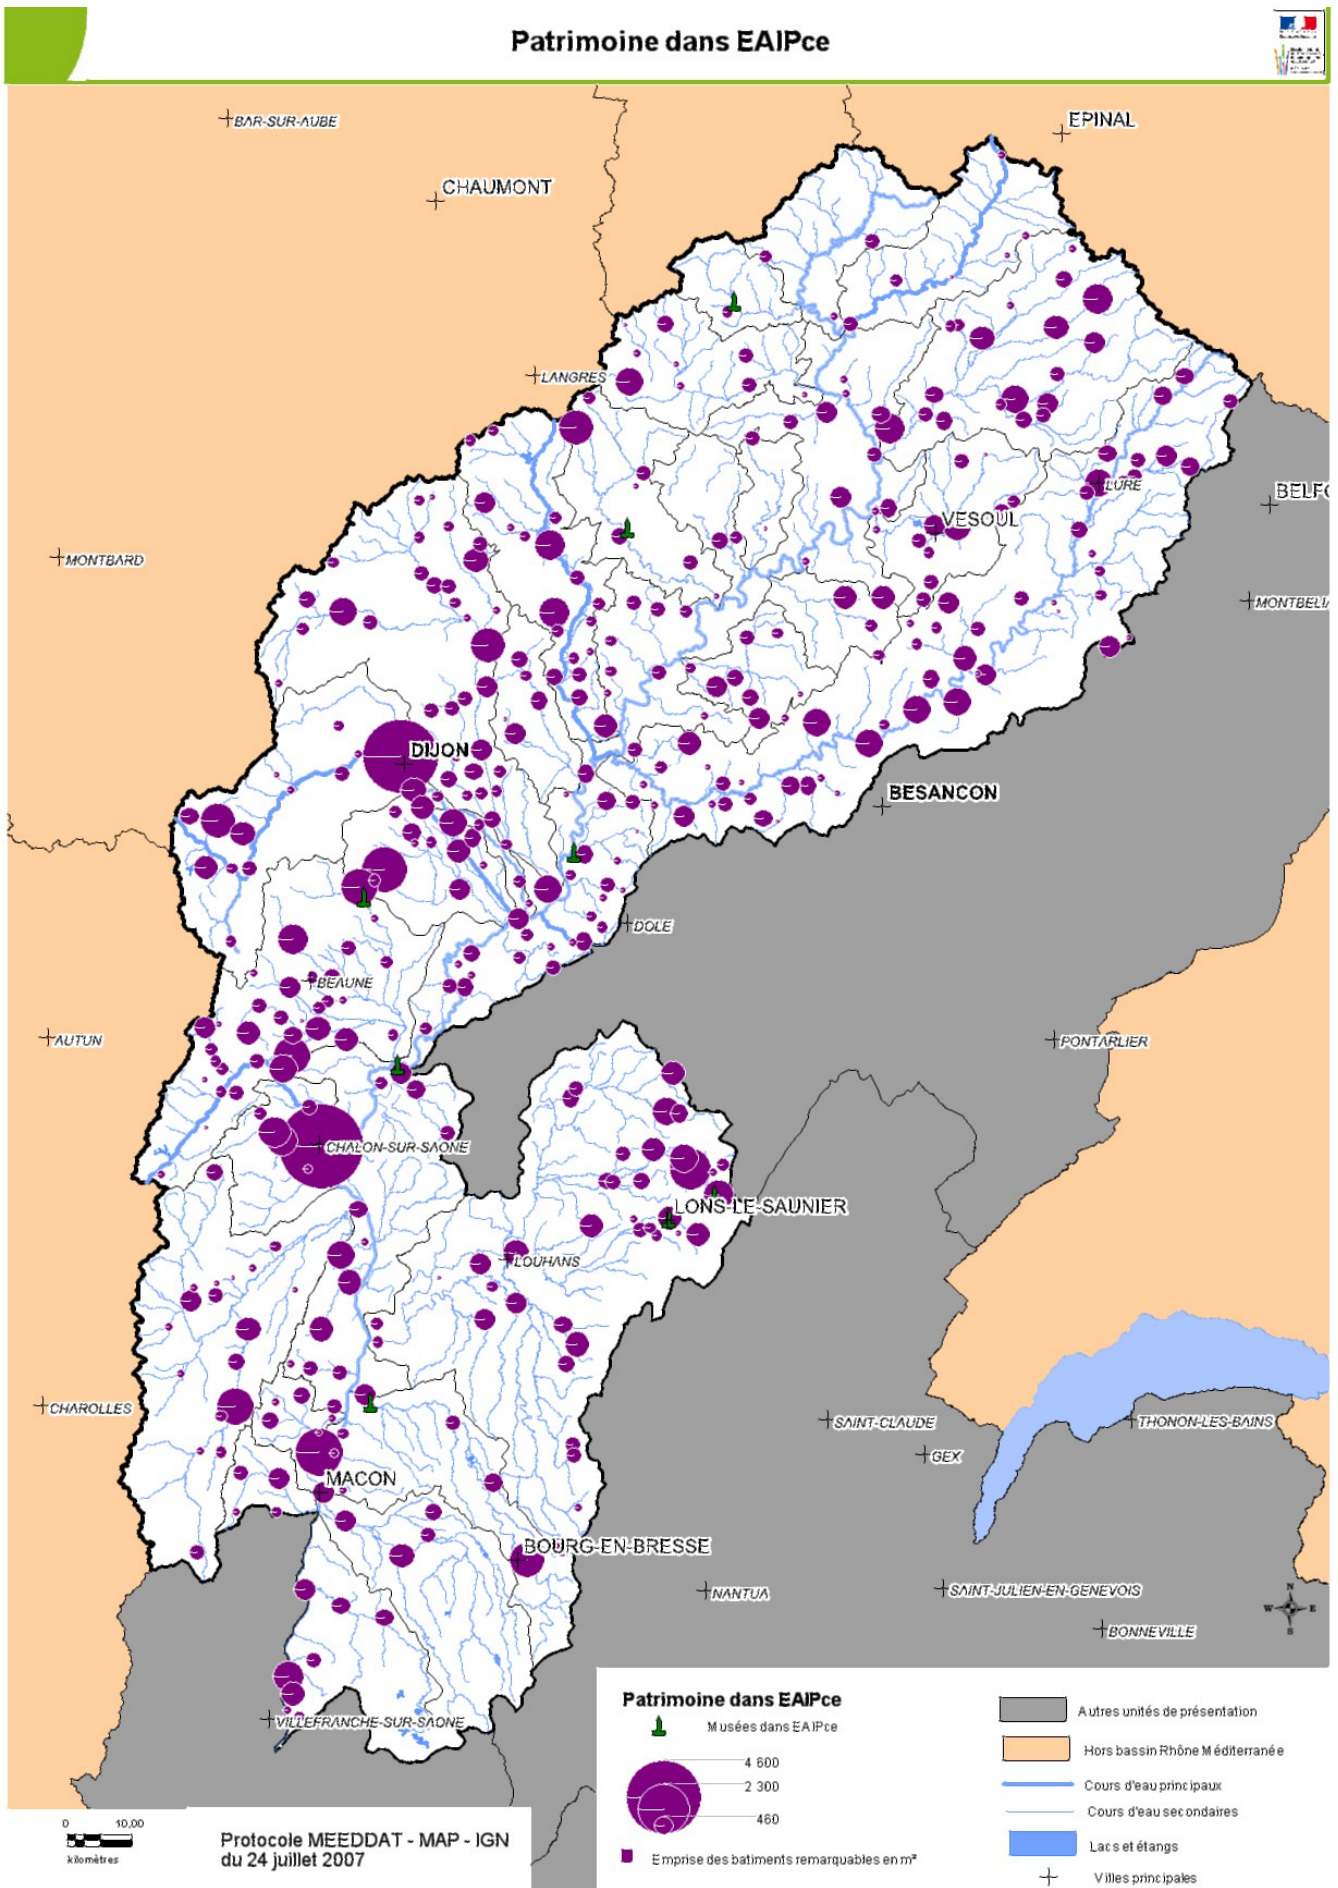 Patrimoine dans EAIPce
BAR-SUR-AUBE
EPINAL
CHAUMONT
LANGRES
LURE
BELFO
VESOUL
MONTBARD
MONTBELIA
DIJON
BESANCON
DOLE
BEAUNE
AUTUN
PONTARLIER
CHALON-SUR-SAONE
LONS-LE-SAUNIER
LOUHANS
CHAROLLES
SAINT-CLAUDE
THONON-LES-BAINS
GEX
MACON
BOURG-EN-BRESSE
NANTUA
SAINT-JULIEN-EN-GENEVOIS
BONNEVILLE
VILLEFRANCHE-SUR-SAONE
N
W E
S
Patrimoine dans EAIPce
Musées dans EAIPce
4 600
2 300
460
Emprise des batiments remarquables en m²
Autres unités de présentation
Hors bassin Rhône Méditerranée
Cours d'eau principaux
Cours d'eau secondaires
Lacs et étangs
Villes principales
0 10,00
kilomètres
Protocole MEEDDAT - MAP - IGN
du 24 juillet 2007